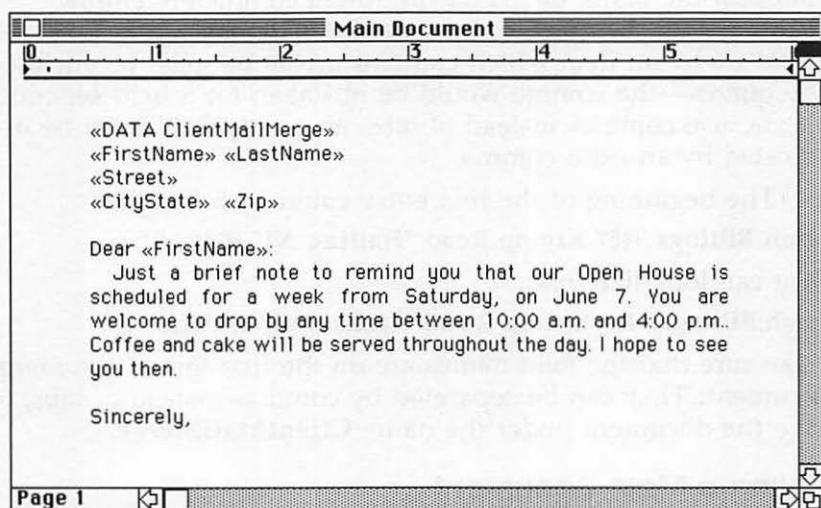 Main Document
0 1 2 3 4 5
«DATA ClientMailMerge»
«FirstName» «LastName»
«Street»
«CityState» «Zip»
Dear «FirstName»:
Just a brief note to remind you that our Open House is
scheduled for a week from Saturday, on June 7. You are
welcome to drop by any time between 10:00 a.m. and 4:00 p.m..
Coffee and cake will be served throughout the day. I hope to see
you then.
Sincerely,
Page 1